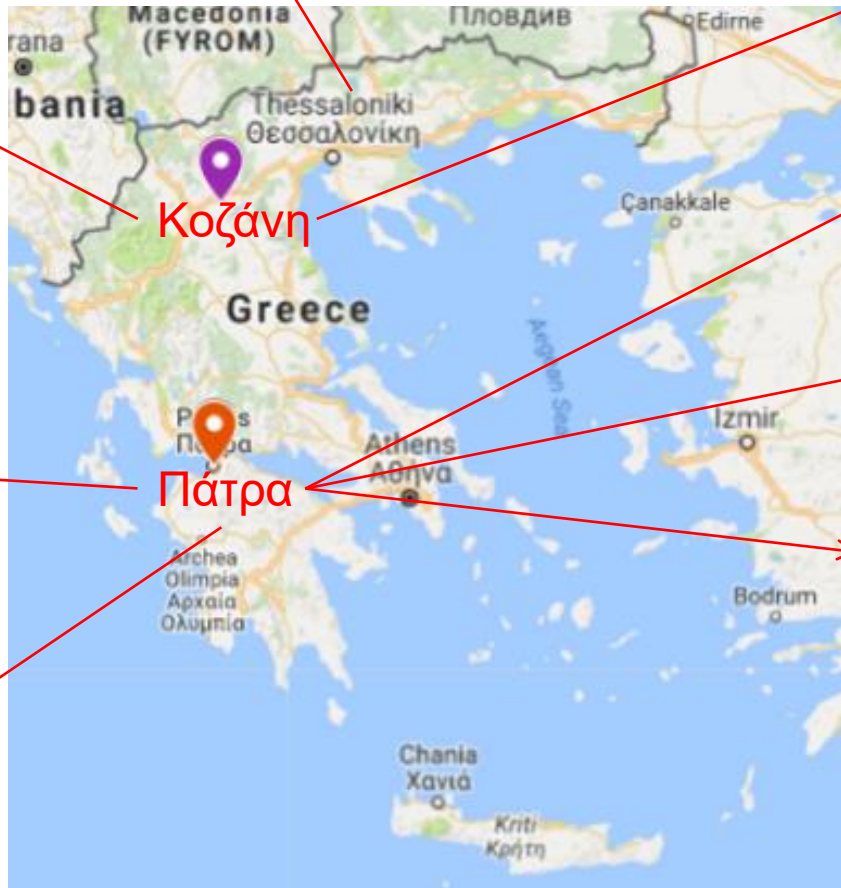 Macedonia
(FYROM)
Пловдив
Edirne
rana
bania
Thessaloniki
Θεσσαλονίκη
Κοζάνη
Çanakkale
Greece
Aegean Sea
Izmir
Athens
Αθήνα
Πάτρα
Archea
Olimpia
Αρχαία
Ολυμπία
Bodrum
Chania
Χανιά
Kriti
Κρήτη